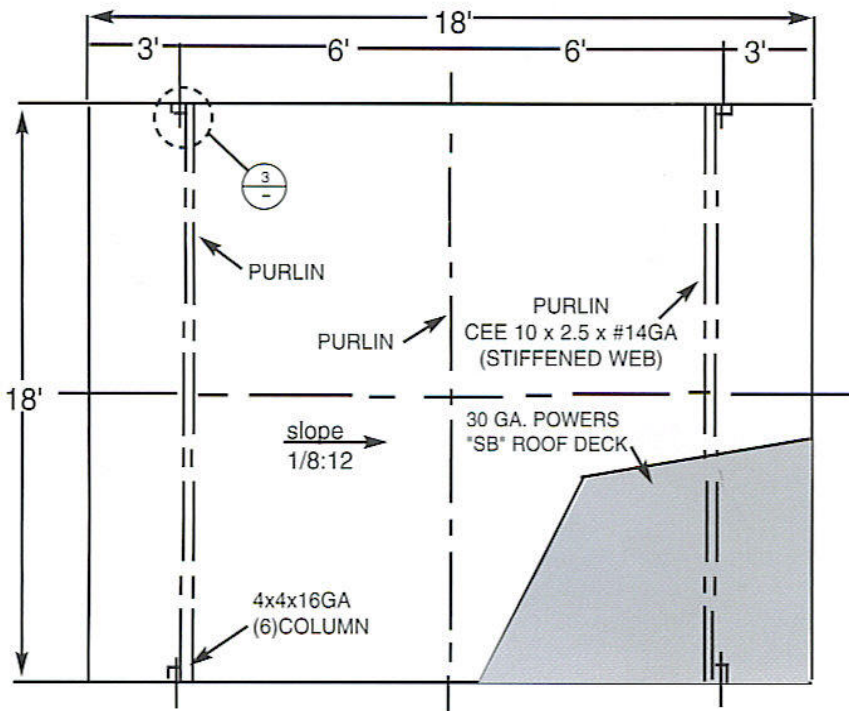 18'
3' 6' 6' 3'
3
-
PURLIN
PURLIN
PURLIN
CEE 10 x 2.5 x #14GA
(STIFFENED WEB)
18'
slope
1/8:12
30 GA. POWERS
"SB" ROOF DECK
4x4x16GA
(6)COLUMN